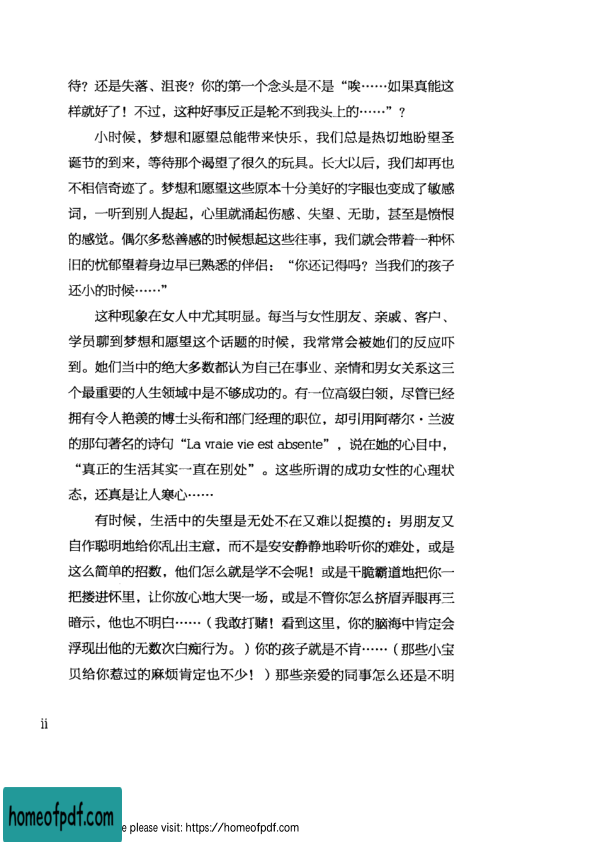 待？还是失落、沮丧？你的第一个念头是不是“唉……如果真能这
样就好了！不过，这种好事反正是轮不到我头上的……”？
小时候，梦想和愿望总能带来快乐，我们总是热切地盼望圣
诞节的到来，等待那个渴望了很久的玩具。长大以后，我们却再也
不相信奇迹了。梦想和愿望这些原本十分美好的字眼也变成了敏感
词，一听到别人提起，心里就涌起伤感、失望、无助，甚至是愤恨
的感觉。偶尔多愁善感的时候想起这些往事，我们就会带着一种怀
旧的忧郁望着身边早已熟悉的伴侣：“你还记得吗？当我们的孩子
还小的时候……”
这种现象在女人中尤其明显。每当与女性朋友、亲戚、客户、
学员聊到梦想和愿望这个话题的时候，我常常会被她们的反应吓
到。她们当中的绝大多数都认为自己在事业、亲情和男女关系这三
个最重要的人生领域中是不够成功的。有一位高级白领，尽管已经
拥有令人艳羡的博士头衔和部门经理的职位，却引用阿蒂尔·兰波
的那句著名的诗句“La vraie vie est absente”，说在她的心目中，
“真正的生活其实一直在别处”。这些所谓的成功女性的心理状
态，还真是让人寒心……
有时候，生活中的失望是无处不在又难以捉摸的：男朋友又
自作聪明地给你乱出主意，而不是安安静静地聆听你的难处，或是
这么简单的招数，他们怎么就是学不会呢！或是干脆霸道地把你一
把搂进怀里，让你放心地大哭一场，或是不管你怎么挤眉弄眼再三
暗示，他也不明白……（我敢打赌！看到这里，你的脑海中肯定会
浮现出他的无数次白痴行为。）你的孩子就是不肯……（那些小宝
贝给你惹过的麻烦肯定也不少！）那些亲爱的同事怎么还是不明
ii
homeofpdf.com
e please visit: https://homeofpdf.com